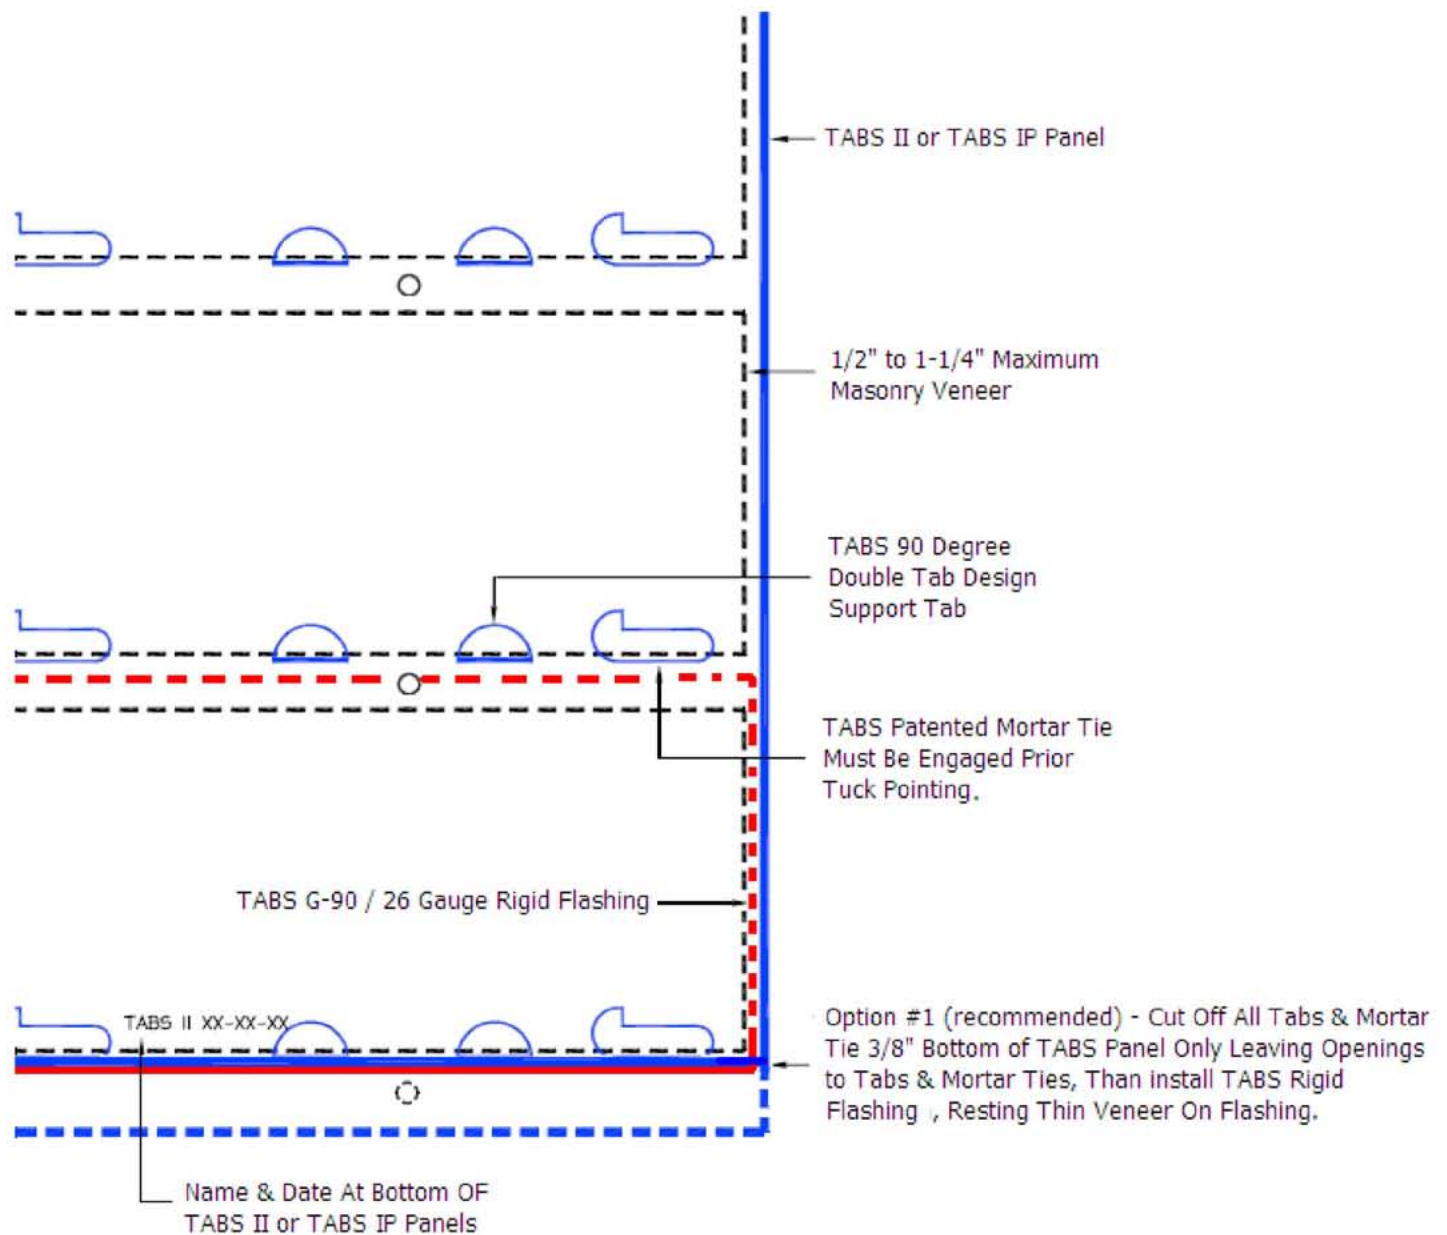 TABS II or TABS IP Panel
1/2" to 1-1/4" Maximum
Masonry Veneer
TABS 90 Degree
Double Tab Design
Support Tab
TABS Patented Mortar Tie
Must Be Engaged Prior
Tuck Pointing.
TABS G-90 / 26 Gauge Rigid Flashing
TABS II XX-XX-XX
Option #1 (recommended) - Cut Off All Tabs & Mortar
Tie 3/8" Bottom of TABS Panel Only Leaving Openings
to Tabs & Mortar Ties, Than install TABS Rigid
Flashing , Resting Thin Veneer On Flashing.
Name & Date At Bottom OF
TABS II or TABS IP Panels